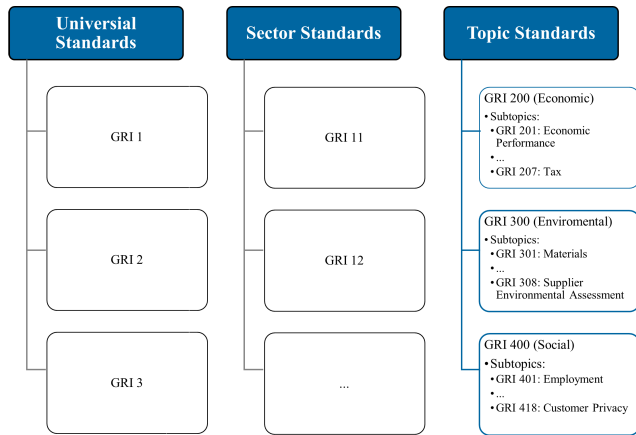 Universial
Standards
GRI 1
GRI 2
GRI 3
Sector Standards
GRI 11
GRI 12
...
Topic Standards
GRI 200 (Economic)
• Subtopics:
• GRI 201: Economic
Performance
• ...
• GRI 207: Tax
GRI 300 (Enviromental)
• Subtopics:
• GRI 301: Materials
• ...
• GRI 308: Supplier
Environmental Assessment
GRI 400 (Social)
• Subtopics:
• GRI 401: Employment
• ...
• GRI 418: Customer Privacy